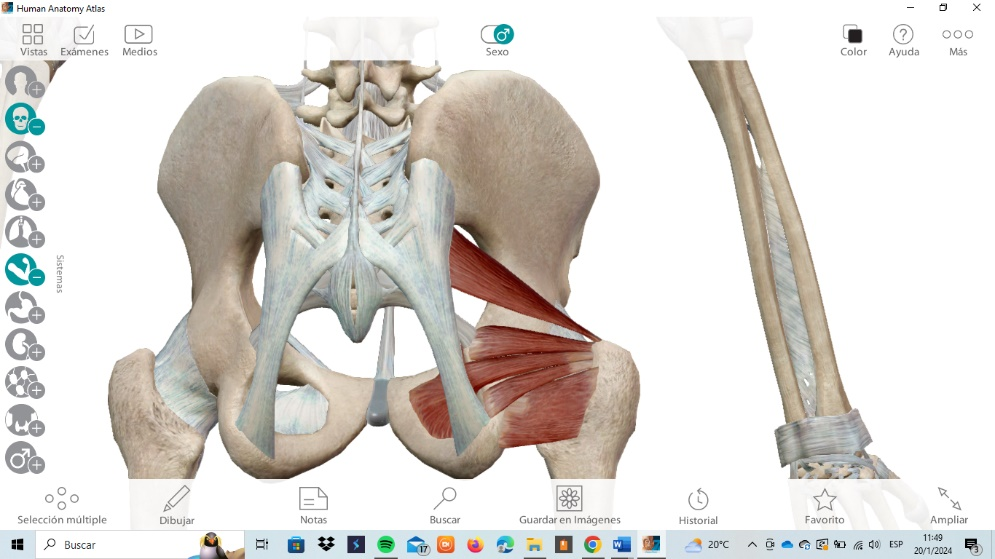 Human Anatomy Atlas
Vistas
Exámenes
Medios
Sexo
Color
Ayuda
Más
Sistemas
Selección múltiple
Dibujar
Notas
Buscar
Guardar en Imágenes
Historial
Favorito
Ampliar
Buscar
17
20°C
ESP
11:49
20/1/2024
3